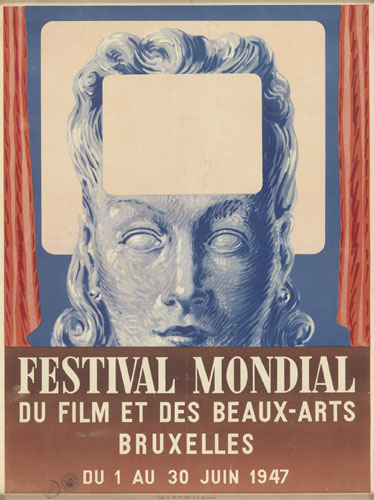 FESTIVAL MONDIAL
DU FILM ET DES BEAUX-ARTS
BRUXELLES
DU 1 AU 30 JUIN 1947